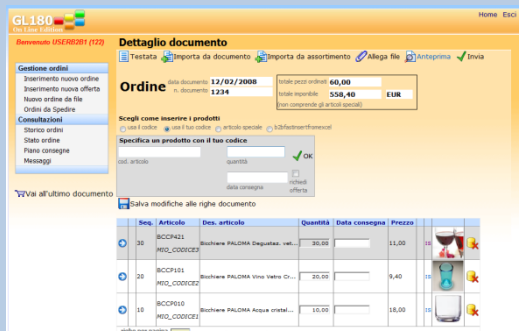 GL180
On Line Edition
Home Esci
Benvenuto USERB2B1 (122)
Dettaglio documento
Testata Importa da documento Importa da assortimento Allega file Anteprima Invia
Gestione ordini
Inserimento nuovo ordine
Inserimento nuova offerta
Nuovo ordine da file
Ordini da Spedire
Consultazioni
Storico ordini
Stato ordine
Piano consegne
Messaggi
Vai all'ultimo documento
Ordine
data documento 12/02/2008
n. documento 1234
totale pezzi ordinati 60,00
totale imponibile 558,40 EUR
(non comprende gli articoli speciali)
Scegli come inserire i prodotti
usa il codice usa il tuo codice articolo speciale b2bfastinsertfromexcel
Specifica un prodotto con il tuo codice
cod. articolo quantità OK
data consegna richiedi offerta
Salva modifiche alle righe documento
Seq. Articolo Des. articolo Quantità Data consegna Prezzo
30 BCCP421 MIO_CODICE3 Bicchiere PALOMA Degustaz. vet... 30,00 11,00 IS
20 BCCP101 MIO_CODICE2 Bicchiere PALOMA Vino Vetro Cr... 20,00 9,40 IS
10 BCCP010 MIO_CODICE1 Bicchiere PALOMA Acqua cristal... 10,00 18,00 IS
righe per pagina